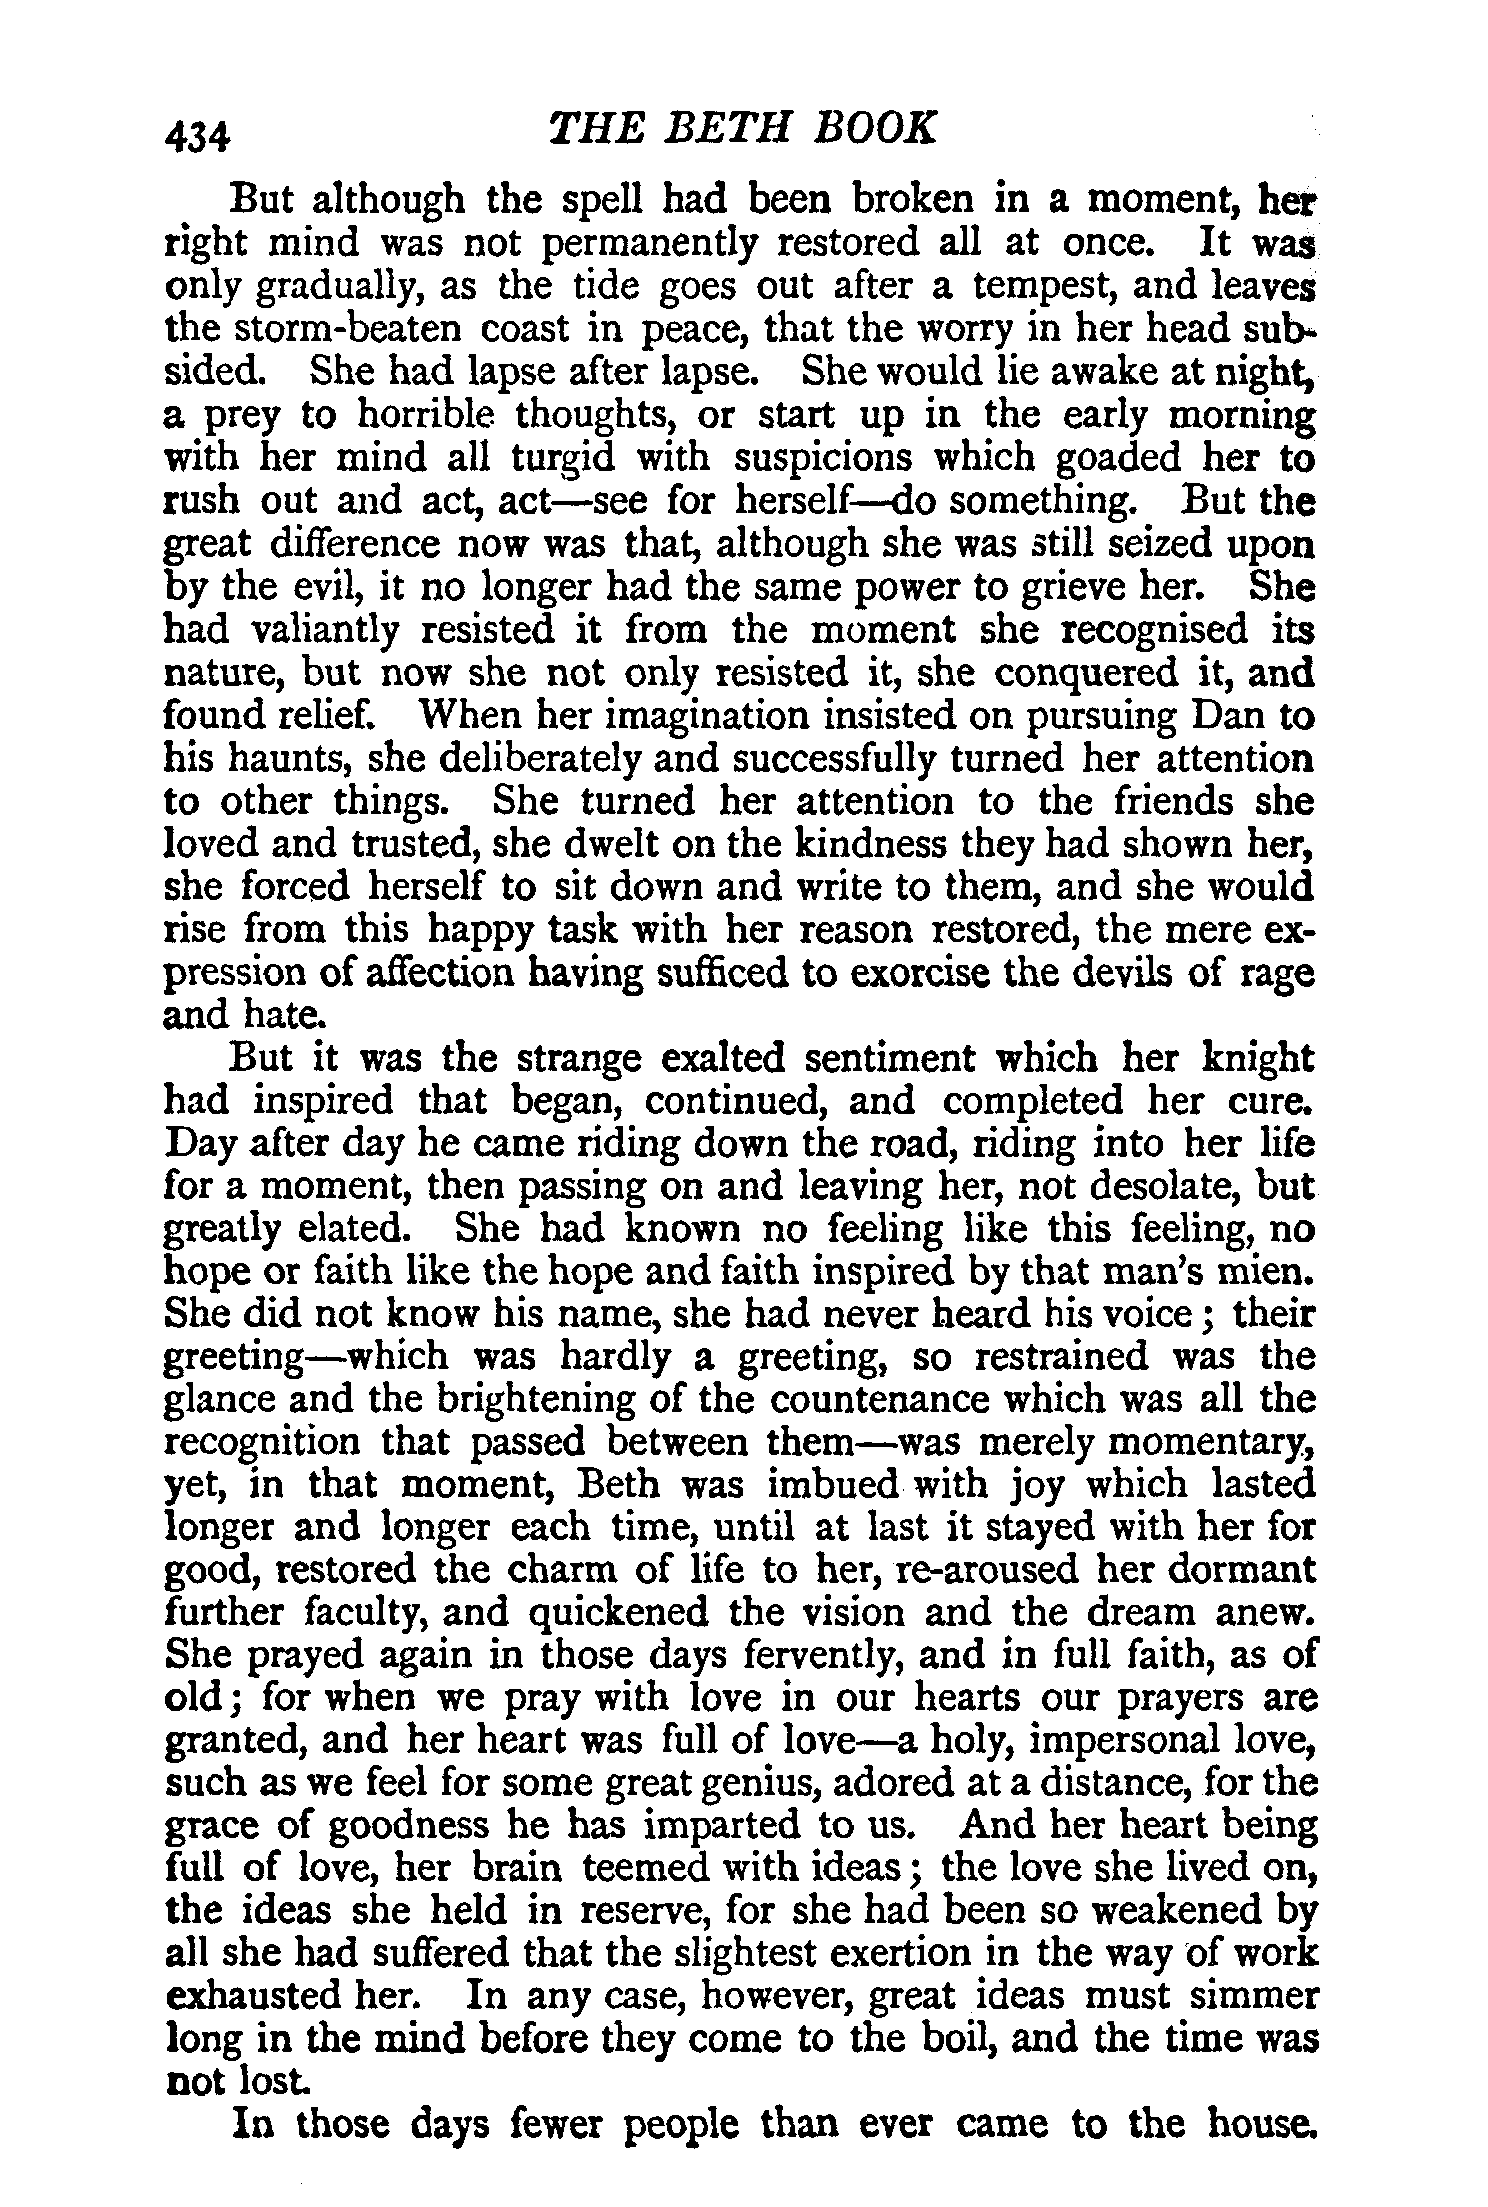 434 THE BETH BOOK
But although the spell had been broken in a moment, her
right mind was not permanently restored all at once. It was
only gradually, as the tide goes out after a tempest, and leaves
the storm-beaten coast in peace, that the worry in her head sub-
sided. She had lapse after lapse. She would lie awake at night,
a prey to horrible thoughts, or start up in the early morning
with her mind all turgid with suspicions which goaded her to
rush out and act, act—see for herself—do something. But the
great difference now was that, although she was still seized upon
by the evil, it no longer had the same power to grieve her. She
had valiantly resisted it from the moment she recognised its
nature, but now she not only resisted it, she conquered it, and
found relief. When her imagination insisted on pursuing Dan to
his haunts, she deliberately and successfully turned her attention
to other things. She turned her attention to the friends she
loved and trusted, she dwelt on the kindness they had shown her,
she forced herself to sit down and write to them, and she would
rise from this happy task with her reason restored, the mere ex-
pression of affection having sufficed to exorcise the devils of rage
and hate.
But it was the strange exalted sentiment which her knight
had inspired that began, continued, and completed her cure.
Day after day he came riding down the road, riding into her life
for a moment, then passing on and leaving her, not desolate, but
greatly elated. She had known no feeling like this feeling, no
hope or faith like the hope and faith inspired by that man's mien.
She did not know his name, she had never heard his voice; their
greeting—which was hardly a greeting, so restrained was the
glance and the brightening of the countenance which was all the
recognition that passed between them—was merely momentary,
yet, in that moment, Beth was imbued with joy which lasted
longer and longer each time, until at last it stayed with her for
good, restored the charm of life to her, re-aroused her dormant
further faculty, and quickened the vision and the dream anew.
She prayed again in those days fervently, and in full faith, as of
old; for when we pray with love in our hearts our prayers are
granted, and her heart was full of love—a holy, impersonal love,
such as we feel for some great genius, adored at a distance, for the
grace of goodness he has imparted to us. And her heart being
full of love, her brain teemed with ideas; the love she lived on,
the ideas she held in reserve, for she had been so weakened by
all she had suffered that the slightest exertion in the way of work
exhausted her. In any case, however, great ideas must simmer
long in the mind before they come to the boil, and the time was
not lost.
In those days fewer people than ever came to the house.